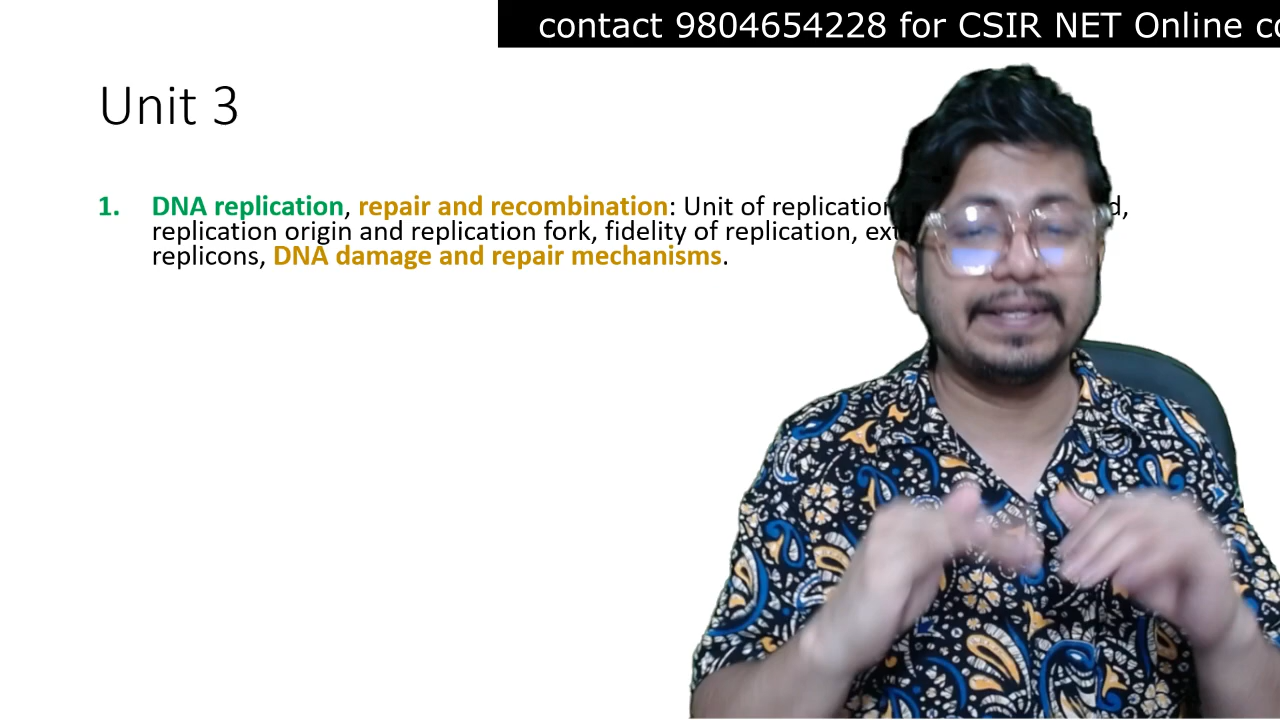 contact 9804654228 for CSIR NET Online
Unit 3
1. DNA replication, repair and recombination: Unit of replication
replication origin and replication fork, fidelity of replication,
replicons, DNA damage and repair mechanisms.